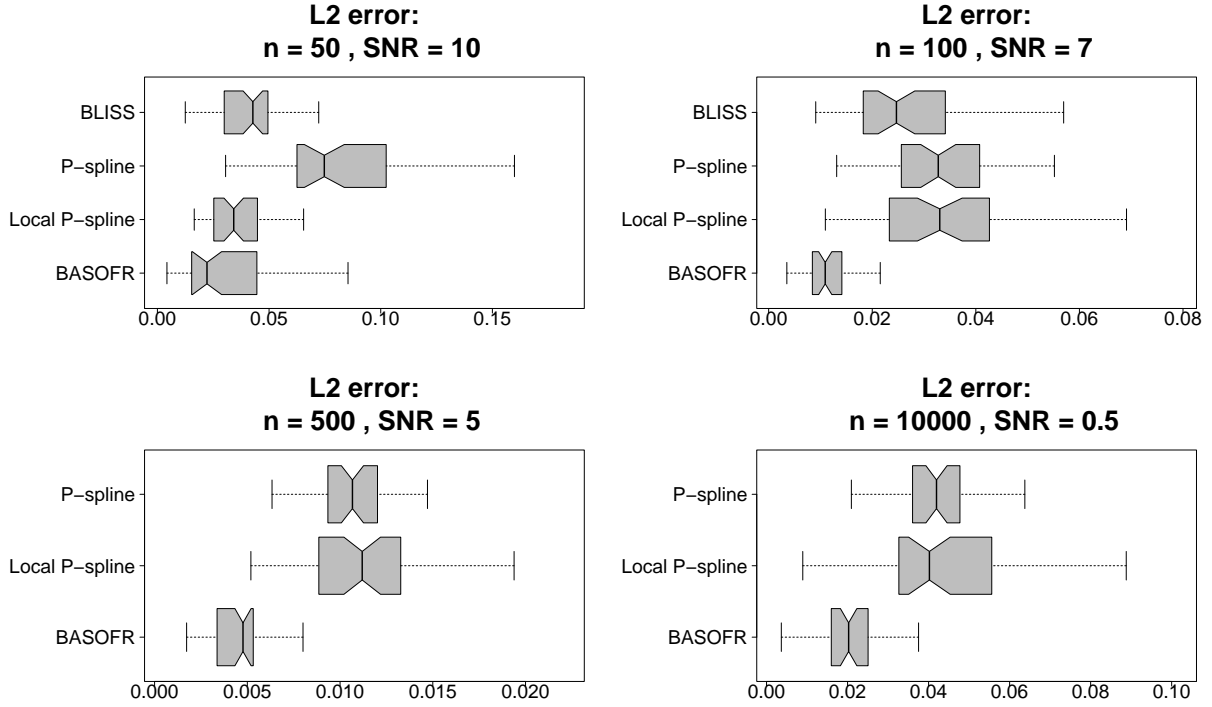 L2 error:
n = 50 , SNR = 10
BLISS
P−spline
Local P−spline
BASOFR
0.00 0.05 0.10 0.15
L2 error:
n = 100 , SNR = 7
BLISS
P−spline
Local P−spline
BASOFR
0.00 0.02 0.04 0.06 0.08
L2 error:
n = 500 , SNR = 5
P−spline
Local P−spline
BASOFR
0.000 0.005 0.010 0.015 0.020
L2 error:
n = 10000 , SNR = 0.5
P−spline
Local P−spline
BASOFR
0.00 0.02 0.04 0.06 0.08 0.10